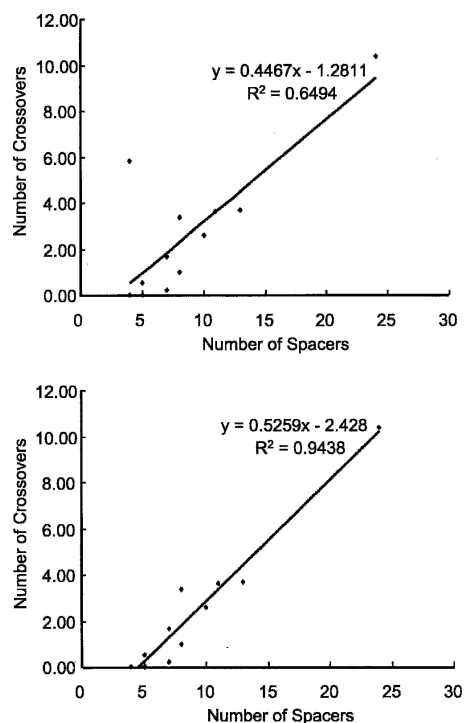 12.00
10.00
8.00
6.00
4.00
2.00
0.00
Number of Crossovers
y = 0.4467x - 1.2811
R² = 0.6494
0 5 10 15 20 25 30
Number of Spacers
12.00
10.00
8.00
6.00
4.00
2.00
0.00
Number of Crossovers
y = 0.5259x - 2.428
R² = 0.9438
0 5 10 15 20 25 30
Number of Spacers